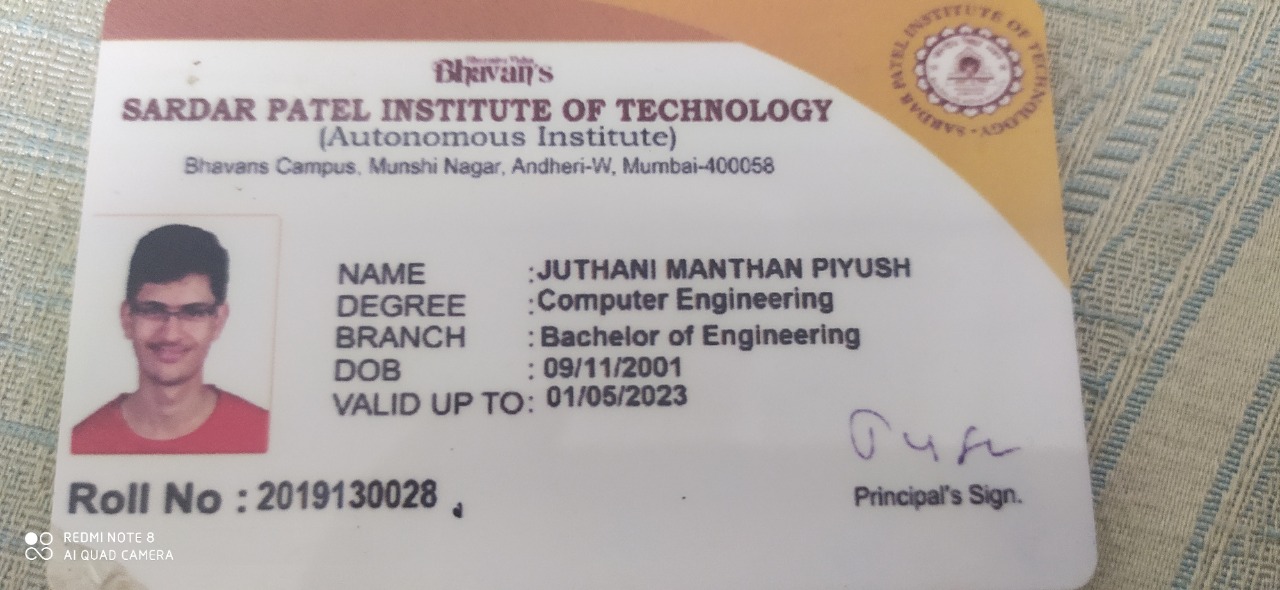 Bhavan's
SARDAR PATEL INSTITUTE OF TECHNOLOGY
(Autonomous Institute)
Bhavans Campus, Munshi Nagar, Andheri-W, Mumbai-400058
SARDAR PATEL INSTITUTE OF TECHNOLOGY
NAME :JUTHANI MANTHAN PIYUSH
DEGREE :Computer Engineering
BRANCH : Bachelor of Engineering
DOB : 09/11/2001
VALID UP TO: 01/05/2023
Roll No : 2019130028
Principal's Sign.
REDMI NOTE 8
AI QUAD CAMERA